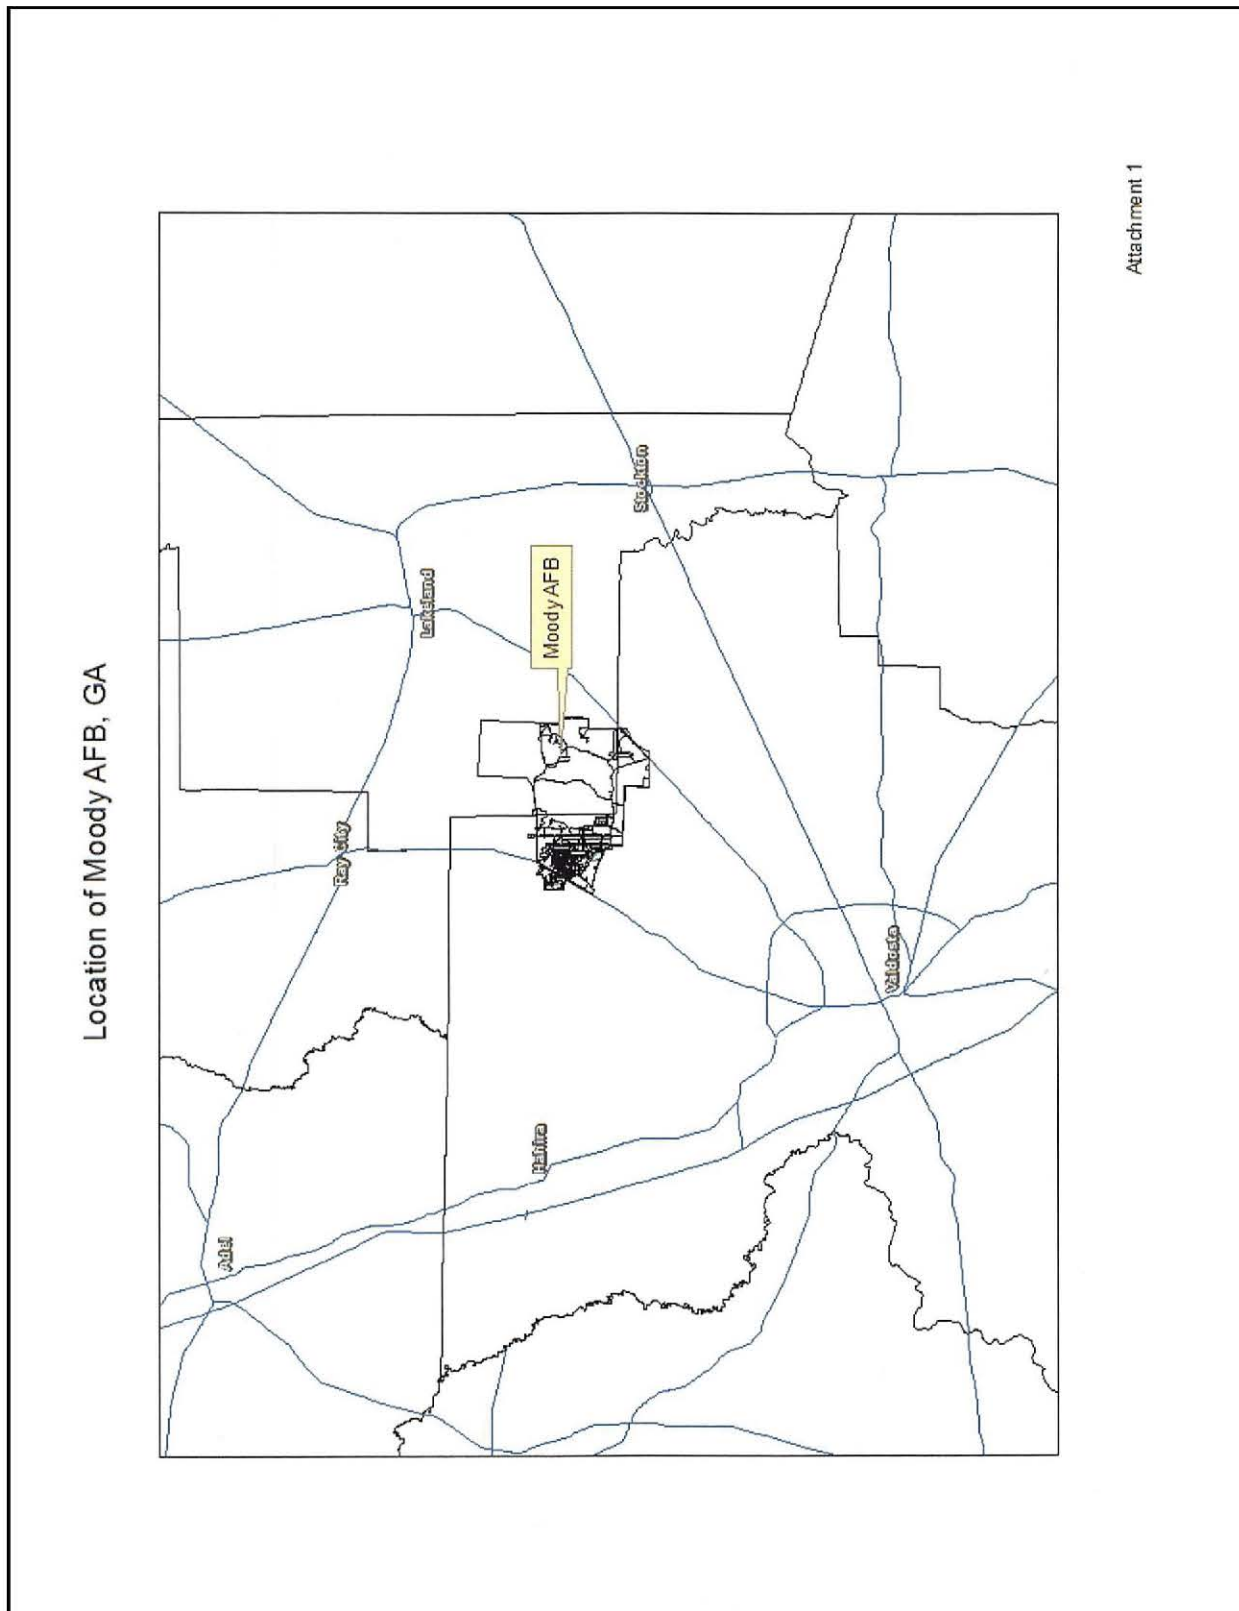 Location of Moody AFB, GA
Adel
Ray City
Lakeland
Hahira
Moody AFB
Stockton
Valdosta
Attachment 1